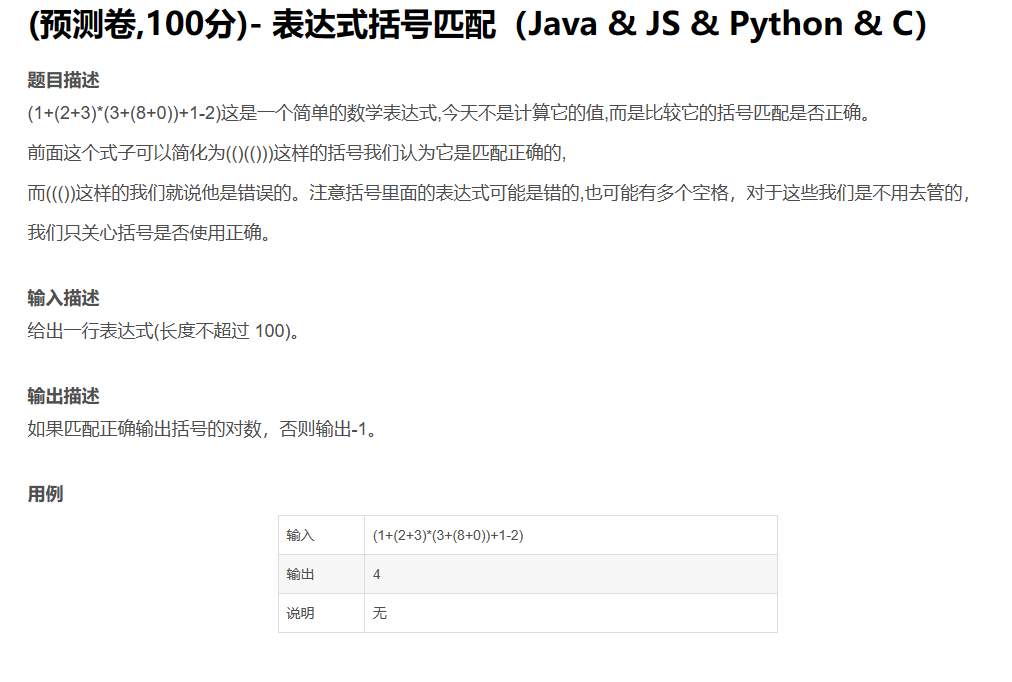 (预测卷,100分)- 表达式括号匹配（Java & JS & Python & C）
题目描述
(1+(2+3)*(3+(8+0))+1-2)这是一个简单的数学表达式,今天不是计算它的值,而是比较它的括号匹配是否正确。
前面这个式子可以简化为(()(()))这样的括号我们认为它是匹配正确的,
而((())这样的我们就说他是错误的。注意括号里面的表达式可能是错的,也可能有多个空格，对于这些我们是不用去管的，
我们只关心括号是否使用正确。
输入描述
给出一行表达式(长度不超过 100)。
输出描述
如果匹配正确输出括号的对数，否则输出-1。
用例
输入 (1+(2+3)*(3+(8+0))+1-2)
输出 4
说明 无